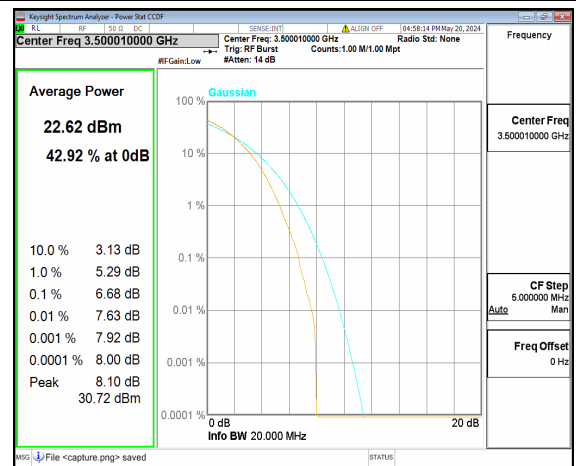 Keysight Spectrum Analyzer - Power Stat CCDF
RL RF 50 Ω DC SENSE:INT ALIGN OFF 04:58:14 PM May 20, 2024
Center Freq 3.500010000 GHz
Center Freq: 3.500010000 GHz Radio Std: None
Trig: RF Burst Counts:1.00 M/1.00 Mpt
#IFGain:Low #Atten: 14 dB
Frequency
Average Power
22.62 dBm
42.92 % at 0dB
10.0 % 3.13 dB
1.0 % 5.29 dB
0.1 % 6.68 dB
0.01 % 7.63 dB
0.001 % 7.92 dB
0.0001 % 8.00 dB
Peak 8.10 dB
30.72 dBm
Gaussian
100 %
10 %
1 %
0.1 %
0.01 %
0.001 %
0.0001 %
0 dB 20 dB
Info BW 20.000 MHz
Center Freq
3.500010000 GHz
CF Step
5.000000 MHz
Auto Man
Freq Offset
0 Hz
MSG File <capture.png> saved STATUS